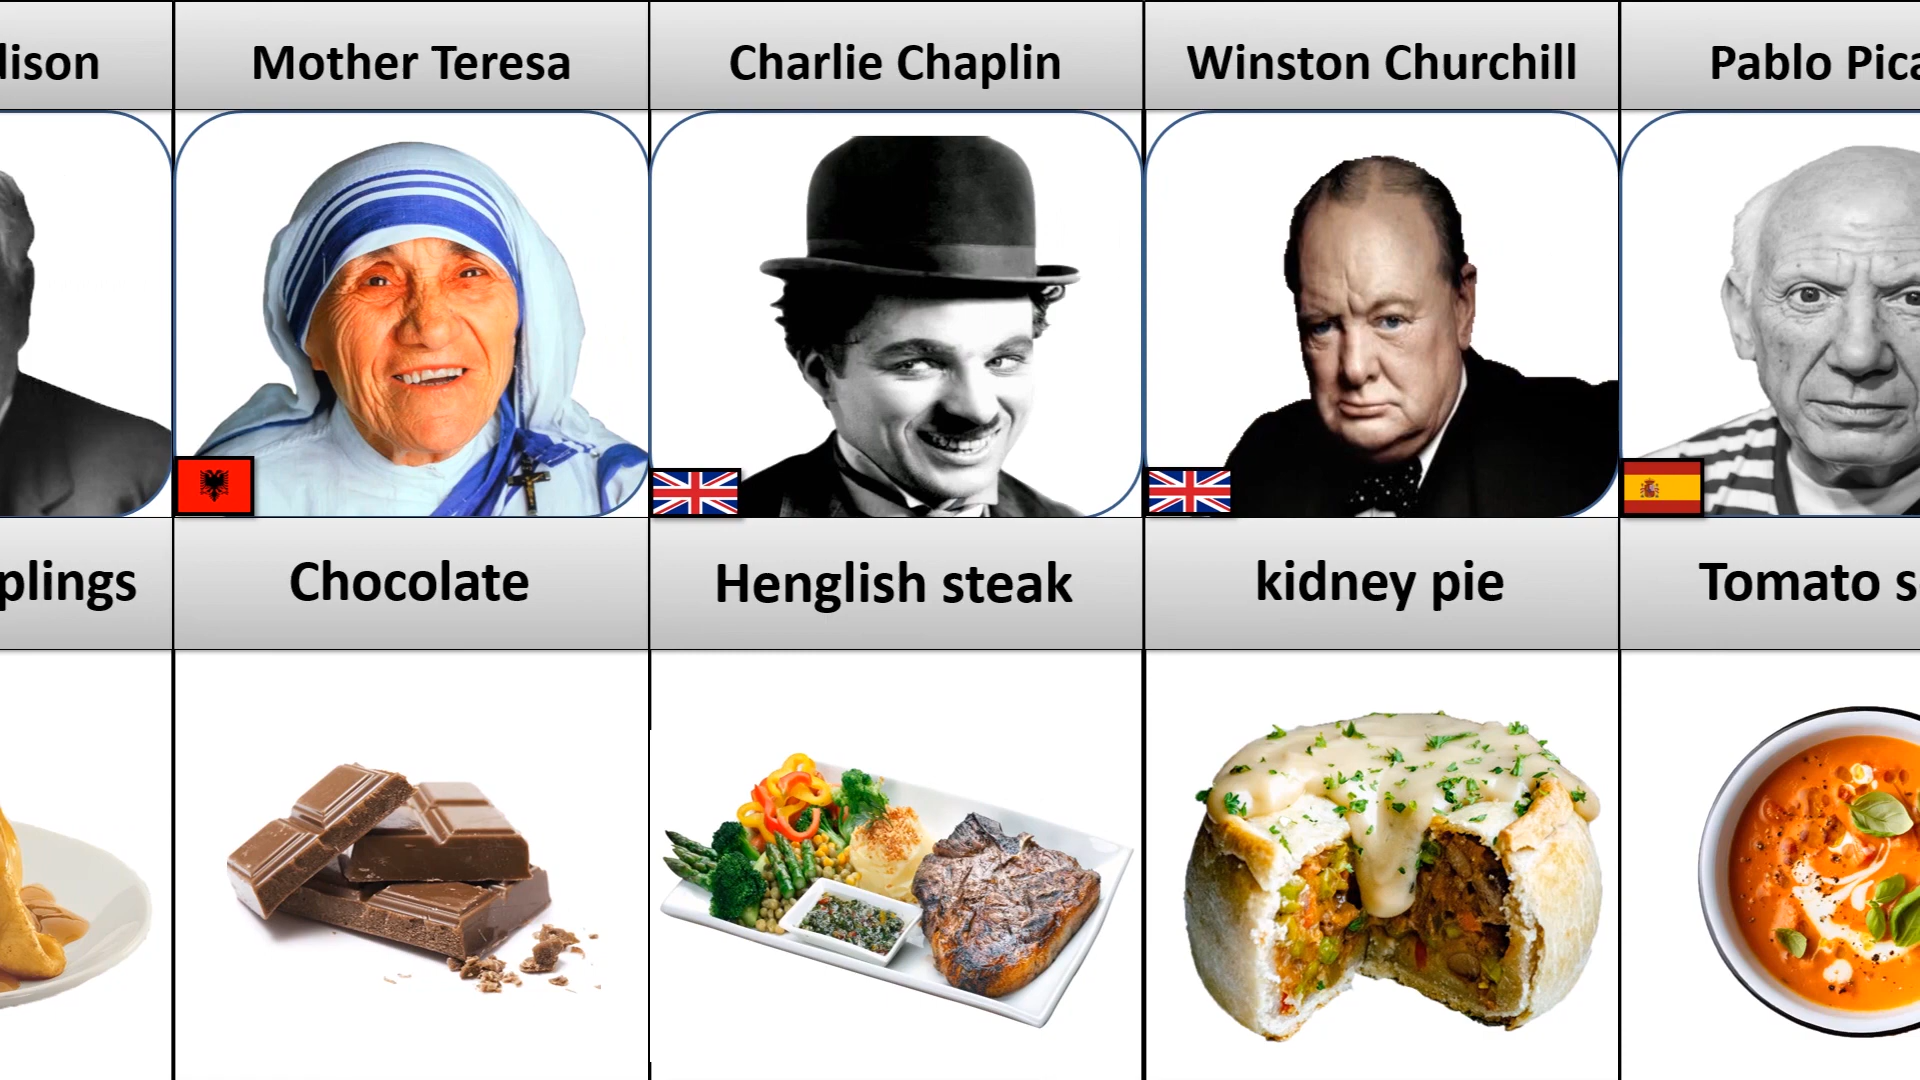 dison
Mother Teresa
Charlie Chaplin
Winston Churchill
Pablo Pica
plings
Chocolate
Henglish steak
kidney pie
Tomato s